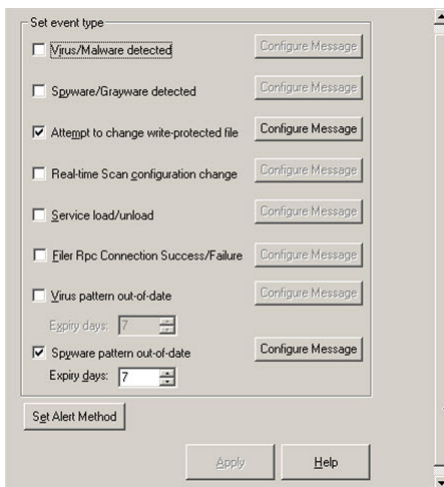 Set event type
Virus/Malware detected Configure Message
Spyware/Grayware detected Configure Message
Attempt to change write-protected file Configure Message
Real-time Scan configuration change Configure Message
Service load/unload Configure Message
Filer Rpc Connection Success/Failure Configure Message
Virus pattern out-of-date Configure Message
Expiry days: 7
Spyware pattern out-of-date Configure Message
Expiry days: 7
Set Alert Method
Apply Help